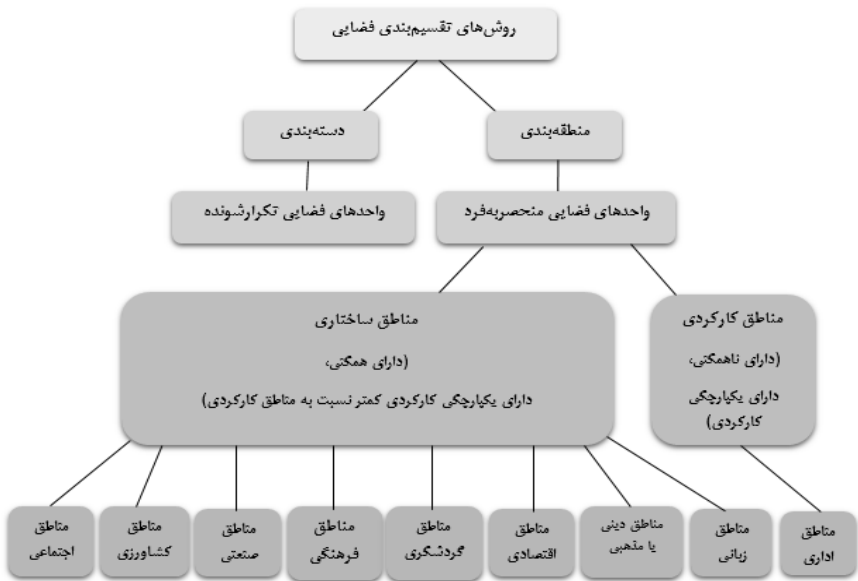 روش‌های تقسیم‌بندی فضایی
منطقه‌بندی
دسته‌بندی
واحدهای فضایی منحصربه‌فرد
واحدهای فضایی تکرارشونده
مناطق کارکردی
(دارای ناهمگنی،
دارای یکپارچگی
کارکردی)
مناطق ساختاری
(دارای همگنی،
دارای یکپارچگی کارکردی کمتر نسبت به مناطق کارکردی)
مناطق
اداری
مناطق
زبانی
مناطق دینی
یا مذهبی
مناطق
اقتصادی
مناطق
گردشگری
مناطق
فرهنگی
مناطق
صنعتی
مناطق
کشاورزی
مناطق
اجتماعی